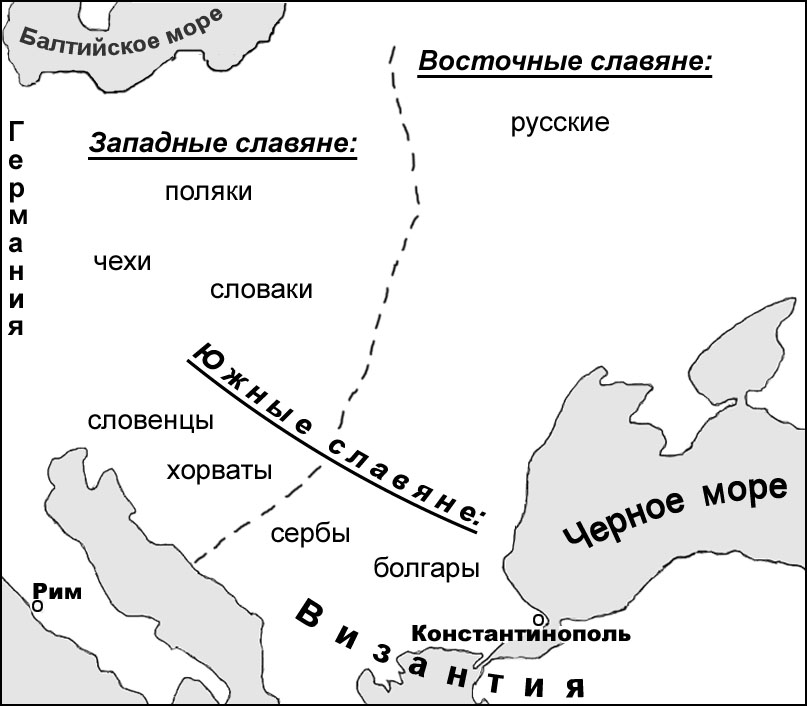 Балтийское море
Восточные славяне:
русские
Германия
Западные славяне:
поляки
чехи
словаки
Южные славяне:
словенцы
хорваты
сербы
болгары
Черное море
Рим
Константинополь
Византия